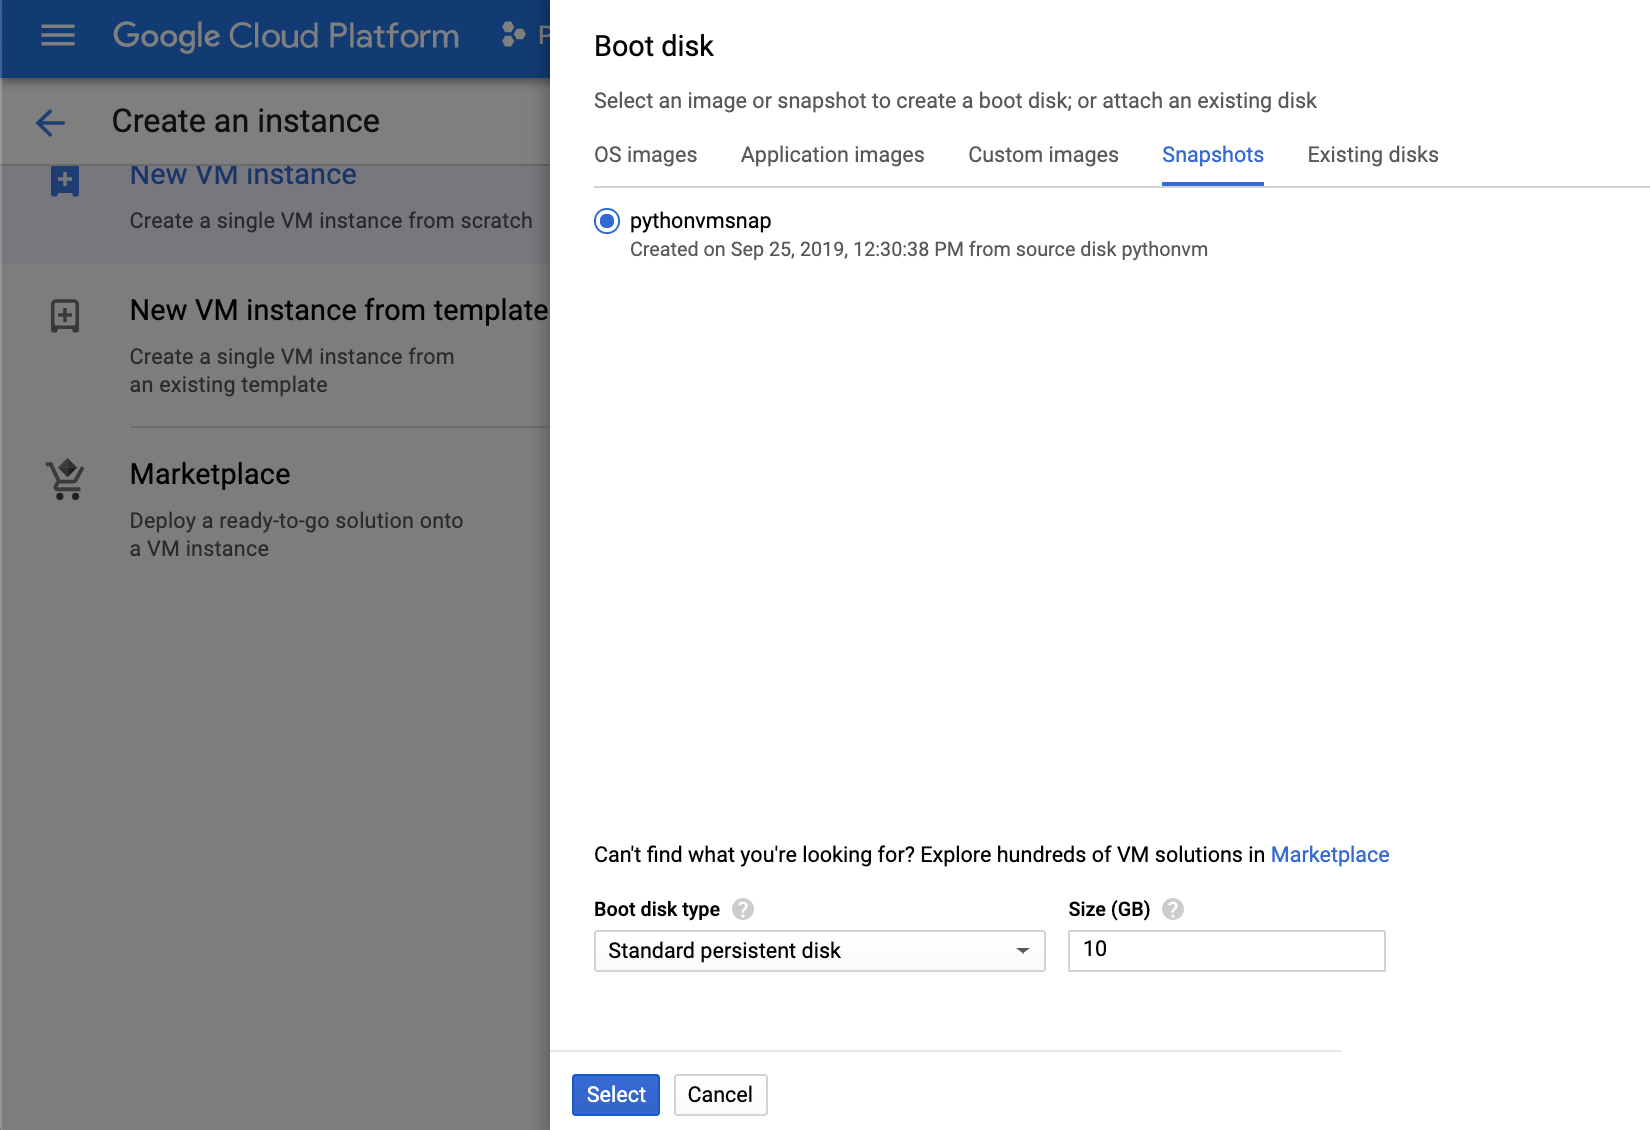 Google Cloud Platform
P
Create an instance
New VM instance
Create a single VM instance from scratch
New VM instance from template
Create a single VM instance from
an existing template
Marketplace
Deploy a ready-to-go solution onto
a VM instance
Boot disk
Select an image or snapshot to create a boot disk; or attach an existing disk
OS images Application images Custom images Snapshots Existing disks
pythonvmsnap
Created on Sep 25, 2019, 12:30:38 PM from source disk pythonvm
Can't find what you're looking for? Explore hundreds of VM solutions in Marketplace
Boot disk type ? Size (GB) ?
Standard persistent disk 10
Select Cancel